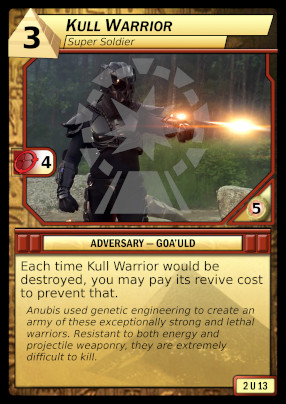 3
KULL WARRIOR
Super Soldier
4
5
ADVERSARY — GOA'ULD
Each time Kull Warrior would be
destroyed, you may pay its revive cost
to prevent that.
Anubis used genetic engineering to create an
army of these exceptionally strong and lethal
warriors. Resistant to both energy and
projectile weaponry, they are extremely
difficult to kill.
2 U 13